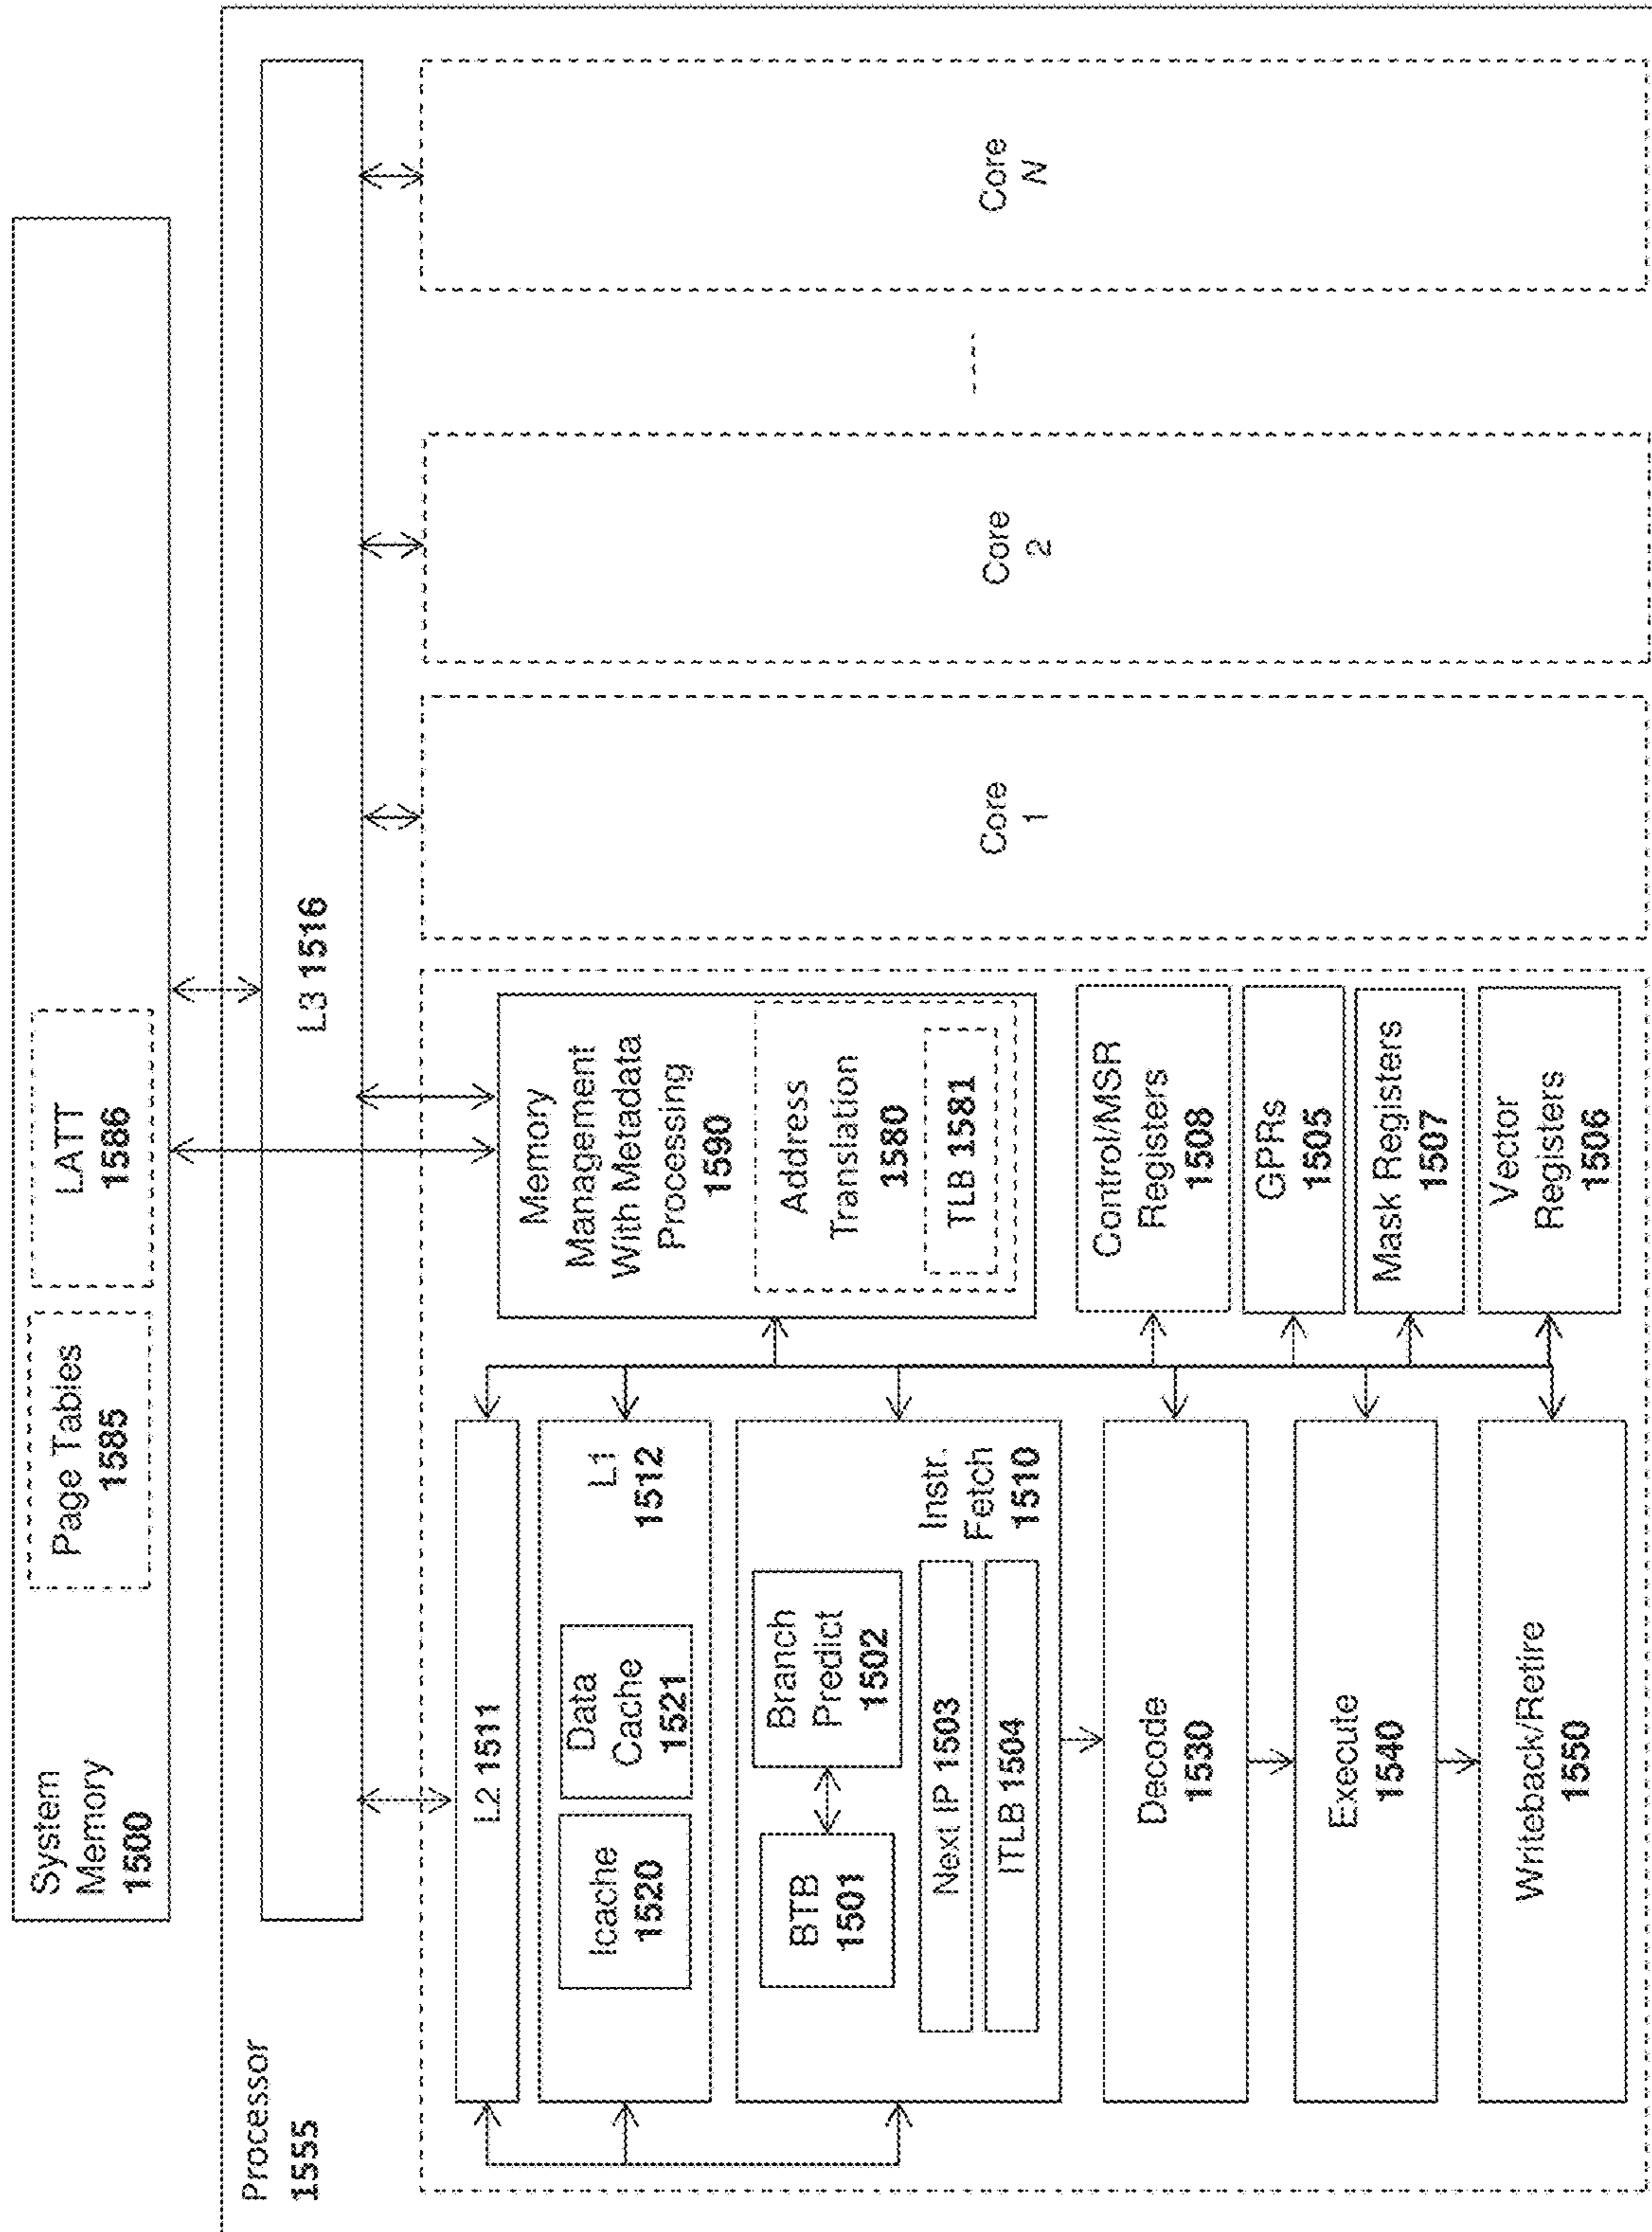 System
Memory
1500
Page Tables
1585
LATT
1586
Processor
1555
L3 1516
L2 1511
Icache
1520
Data
Cache
1521
L1
1512
BTB
1501
Branch
Predict
1502
Next IP 1503
ITLB 1504
Instr.
Fetch
1510
Decode
1530
Execute
1540
Writeback/Retire
1550
Memory
Management
With Metadata
Processing
1590
Address
Translation
1580
TLB 1581
Control/MSR
Registers
1508
GPRs
1505
Mask Registers
1507
Vector
Registers
1506
Core
1
Core
2
Core
N